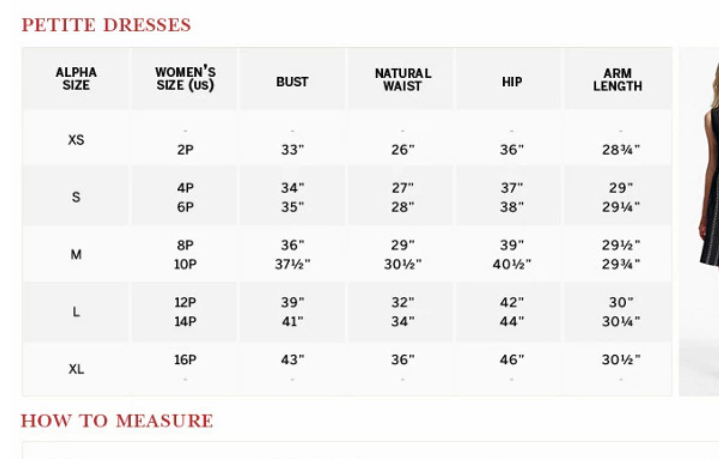 PETITE DRESSES
ALPHA SIZE WOMEN'S SIZE (US) BUST NATURAL WAIST HIP ARM LENGTH
XS - - - - -
2P 33" 26" 36" 28¾"
S 4P 34" 27" 37" 29"
6P 35" 28" 38" 29¼"
M 8P 36" 29" 39" 29½"
10P 37½" 30½" 40½" 29¾"
L 12P 39" 32" 42" 30"
14P 41" 34" 44" 30¼"
XL 16P 43" 36" 46" 30½"
- - - - -
HOW TO MEASURE